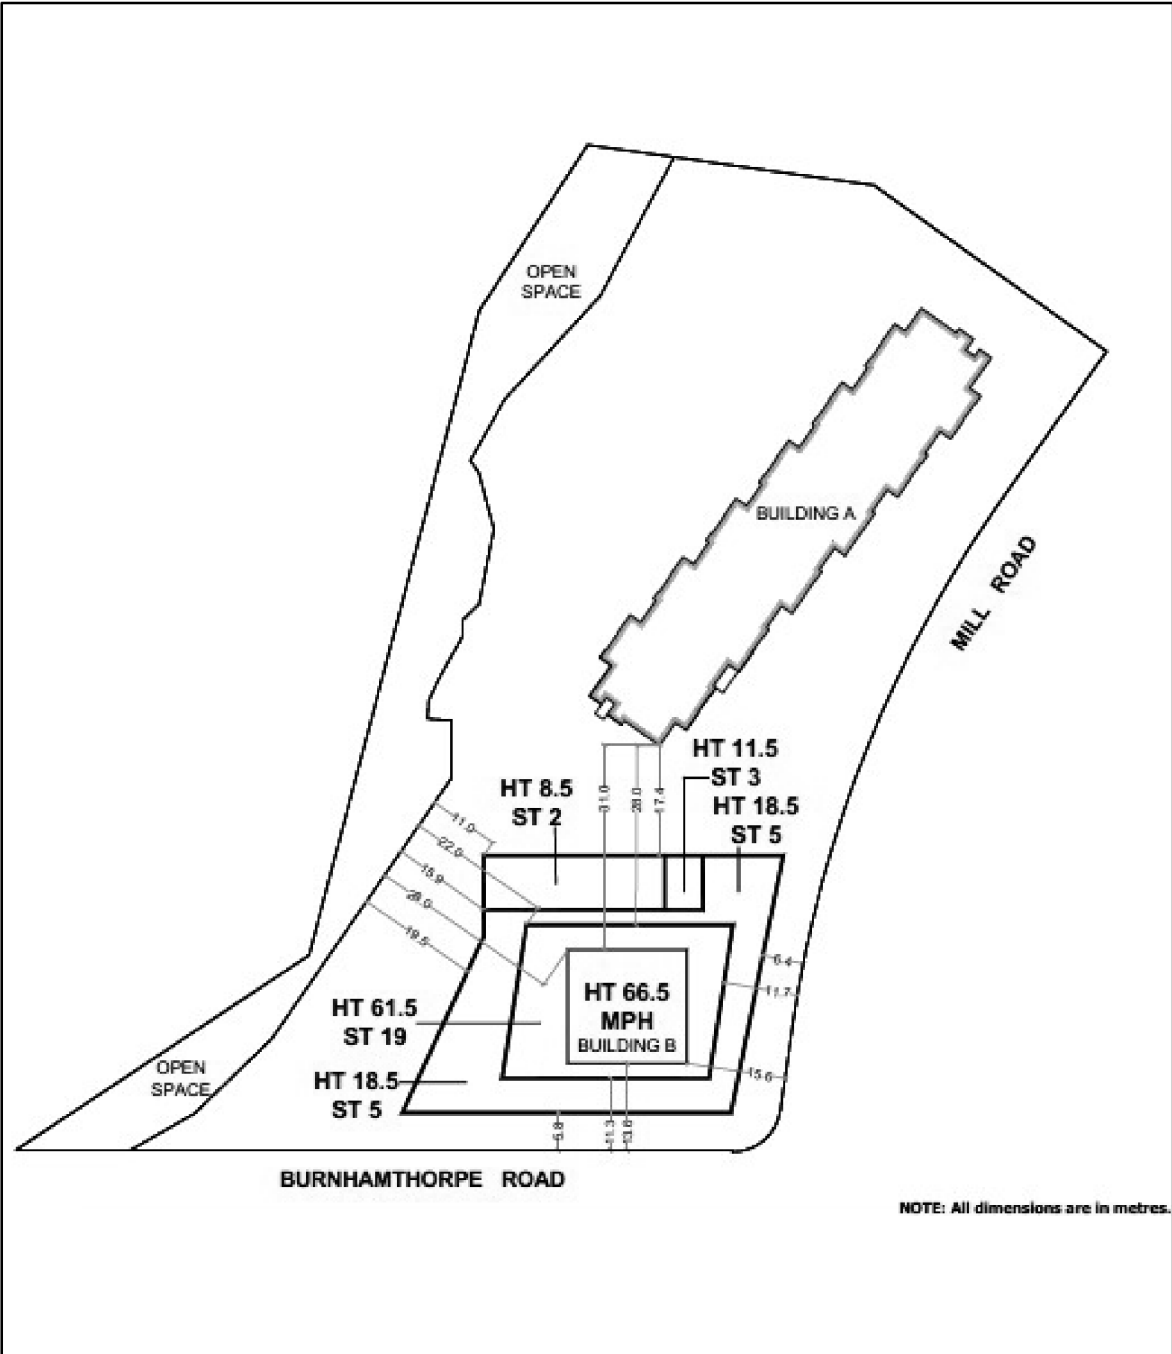 OPEN
SPACE
BUILDING A
MILL ROAD
HT 11.5
ST 3
HT 8.5
ST 2
HT 18.5
ST 5
31.0
28.0
17.4
11.0
22.0
15.9
28.0
19.5
6.4
11.7
HT 66.5
MPH
BUILDING B
HT 61.5
ST 19
15.6
OPEN
SPACE
HT 18.5
ST 5
5.8
11.3
13.6
BURNHAMTHORPE ROAD
NOTE: All dimensions are in metres.